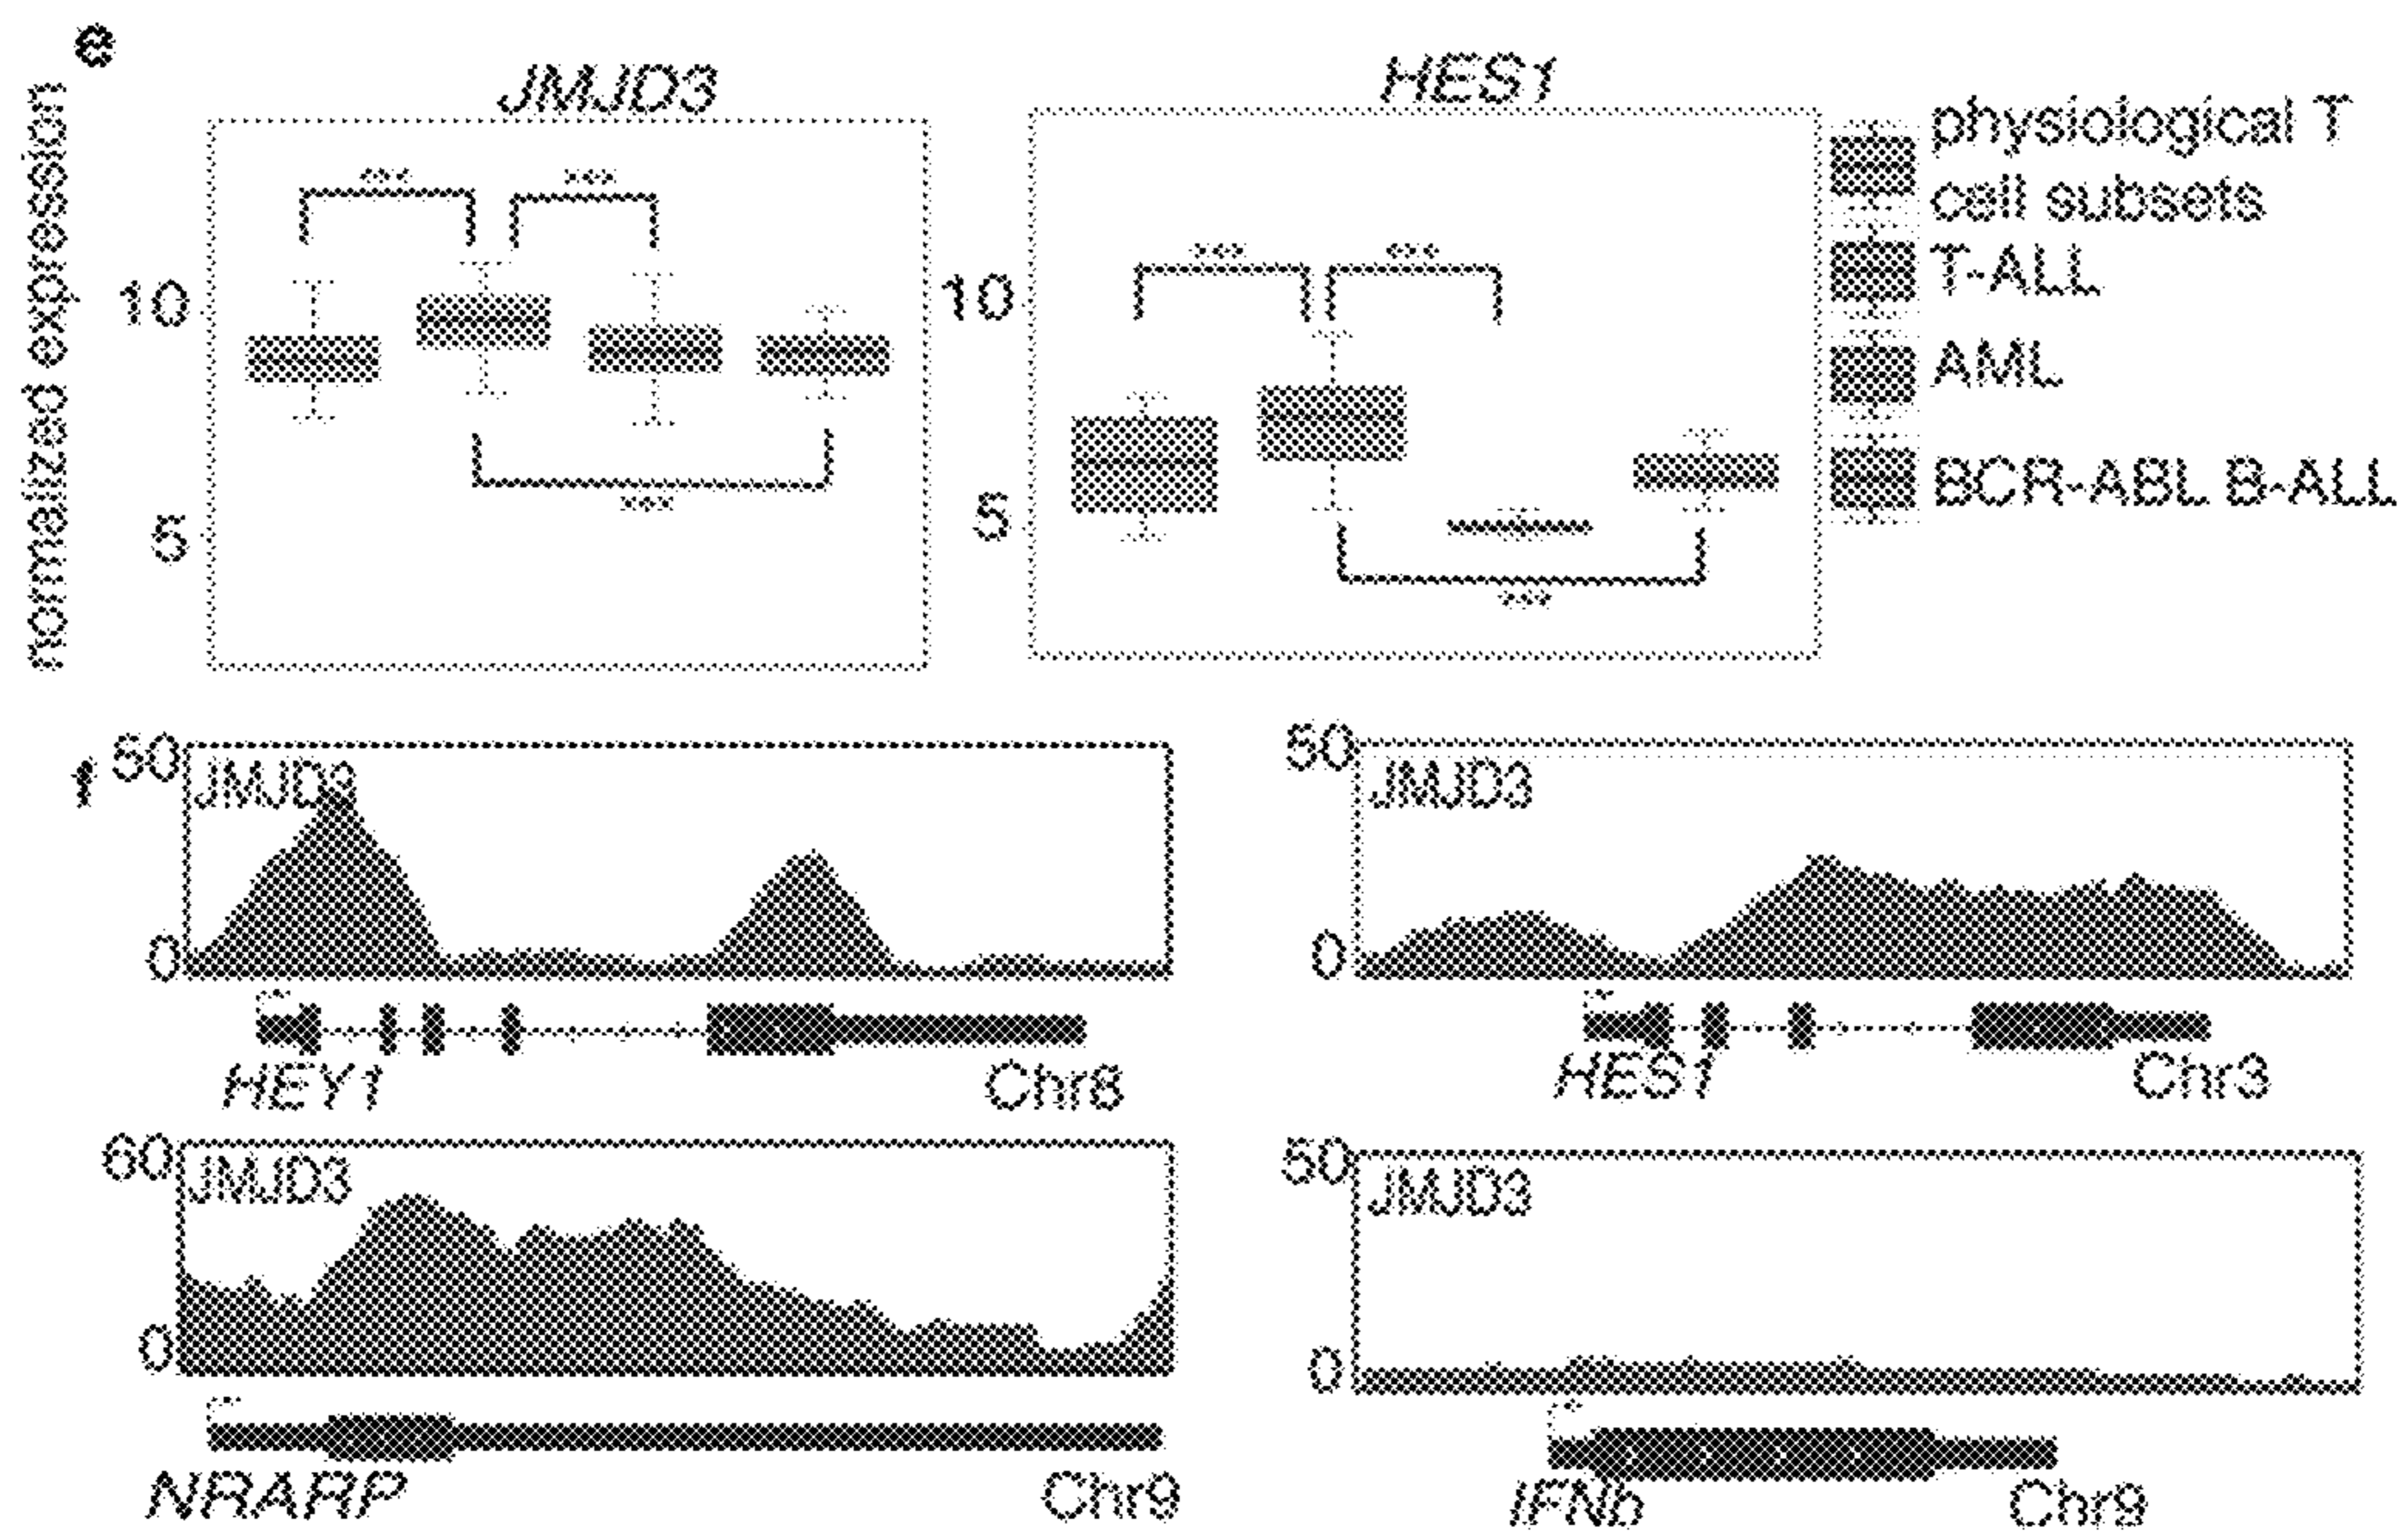 e
normalized expression
JMJD3
HES1
***
***
***
***
***
***
10
5
10
5
physiological T
cell subsets
T-ALL
AML
BCR-ABL B-ALL
f
50
JMJD3
0
HEY1
Chr8
50
JMJD3
0
HES1
Chr3
60
JMJD3
0
NRARP
Chr9
50
JMJD3
0
IFNb
Chr9